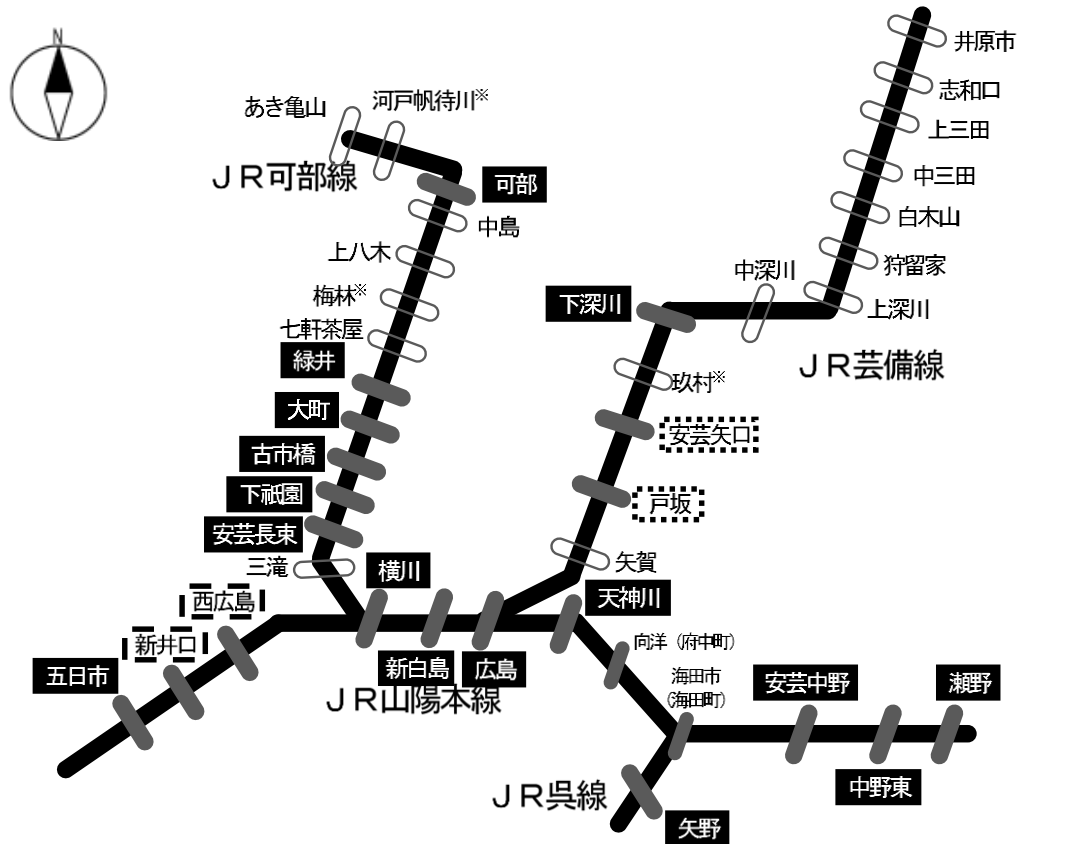 N
井原市
志和口
上三田
中三田
白木山
狩留家
上深川
中深川
下深川
ＪＲ芸備線
玖村※
安芸矢口
戸坂
矢賀
あき亀山
河戸帆待川※
ＪＲ可部線
可部
中島
上八木
梅林※
七軒茶屋
緑井
大町
古市橋
下祇園
安芸長束
三滝
横川
天神川
西広島
新井口
五日市
新白島
広島
ＪＲ山陽本線
向洋（府中町）
海田市
（海田町）
安芸中野
瀬野
中野東
ＪＲ呉線
矢野